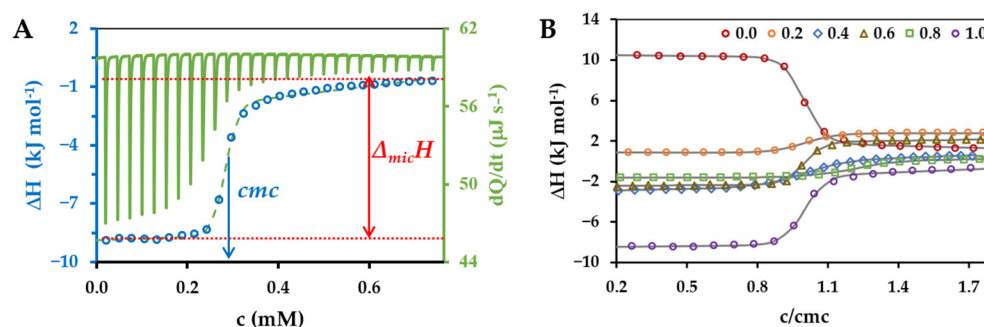 A
2
−1
−4
−7
−10
ΔH (kJ mol⁻¹)
0.0
0.2
0.4
0.6
c (mM)
62
56
50
44
dQ/dt (µJ s⁻¹)
cmc
ΔmicH
B
0.0 0.2 0.4 0.6 0.8 1.0
14
10
6
2
−2
−6
−10
ΔH (kJ mol⁻¹)
0.2 0.5 0.8 1.1 1.4 1.7
c/cmc